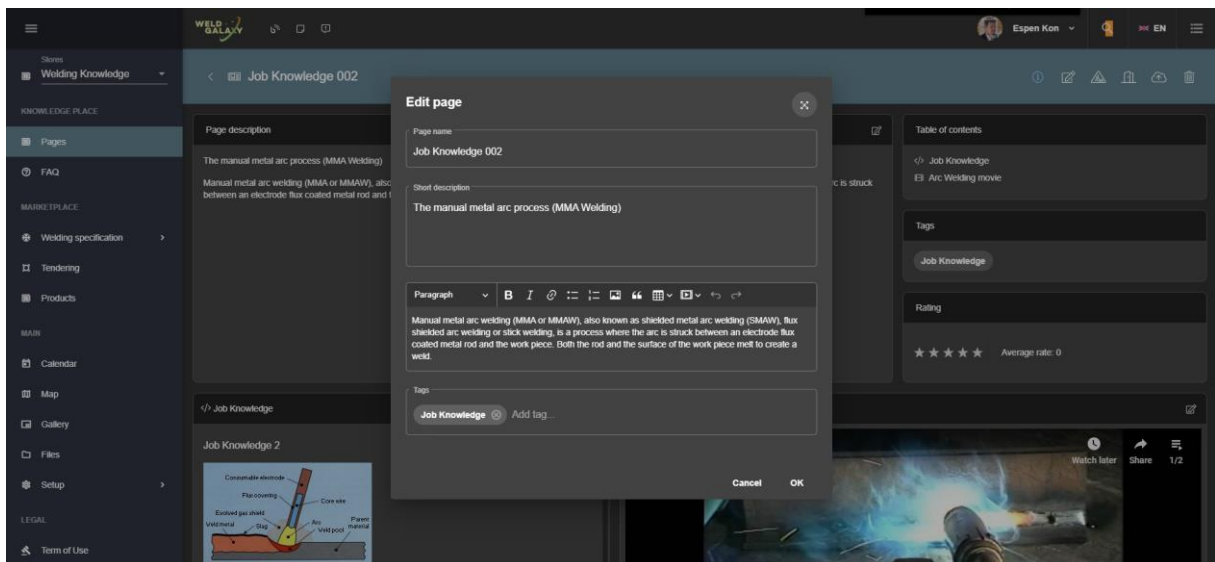 WELD GALAXY
Espen Kon
EN
Stores
Welding Knowledge
KNOWLEDGE PLACE
Pages
FAQ
MARKETPLACE
Welding specification
Tendering
Products
MAIN
Calendar
Map
Gallery
Files
Setup
LEGAL
Term of Use
Job Knowledge 002
Page description
The manual metal arc process (MMA Welding)
Manual metal arc welding (MMA or MMAW), also
rc is struck
between an electrode flux coated metal rod and t
Edit page
Page name
Job Knowledge 002
Short description
The manual metal arc process (MMA Welding)
Paragraph
B I
Manual metal arc welding (MMA or MMAW), also known as shielded metal arc welding (SMAW), flux
shielded arc welding or stick welding, is a process where the arc is struck between an electrode flux
coated metal rod and the work piece. Both the rod and the surface of the work piece melt to create a
weld.
Tags
Job Knowledge Add tag...
Cancel OK
Table of contents
</> Job Knowledge
Arc Welding movie
Tags
Job Knowledge
Rating
Average rate: 0
</> Job Knowledge
Job Knowledge 2
Consumable electrode
Flux covering
Core wire
Evolved gas shield
Weld metal
Slag
Arc
Weld pool
Parent
material
Watch later
Share
1/2